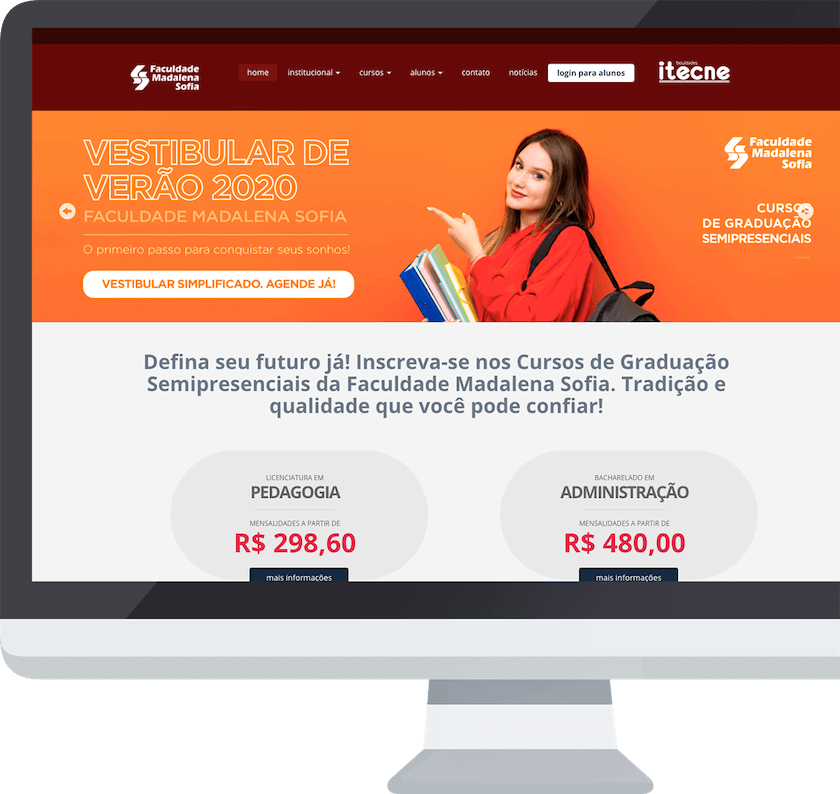 Faculdade
Madalena
Sofia
home
institucional
cursos
alunos
contato
notícias
login para alunos
faculdades
itecne
VESTIBULAR DE
VERÃO 2020
FACULDADE MADALENA SOFIA
O primeiro passo para conquistar seus sonhos!
VESTIBULAR SIMPLIFICADO. AGENDE JÁ!
Faculdade
Madalena
Sofia
CURSOS
DE GRADUAÇÃO
SEMIPRESENCIAIS
Defina seu futuro já! Inscreva-se nos Cursos de Graduação
Semipresenciais da Faculdade Madalena Sofia. Tradição e
qualidade que você pode confiar!
LICENCIATURA EM
PEDAGOGIA
MENSALIDADES A PARTIR DE
R$ 298,60
mais informações
BACHARELADO EM
ADMINISTRAÇÃO
MENSALIDADES A PARTIR DE
R$ 480,00
mais informações